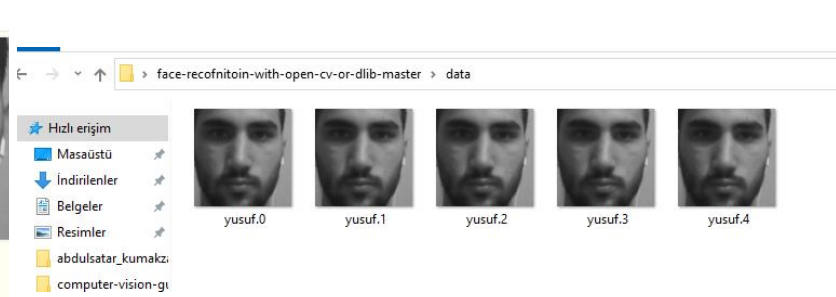 face-recofnitoin-with-open-cv-or-dlib-master > data
Hızlı erişim
Masaüstü
İndirilenler
Belgeler
Resimler
abdulsatar_kumakza
computer-vision-gu
yusuf.0 yusuf.1 yusuf.2 yusuf.3 yusuf.4